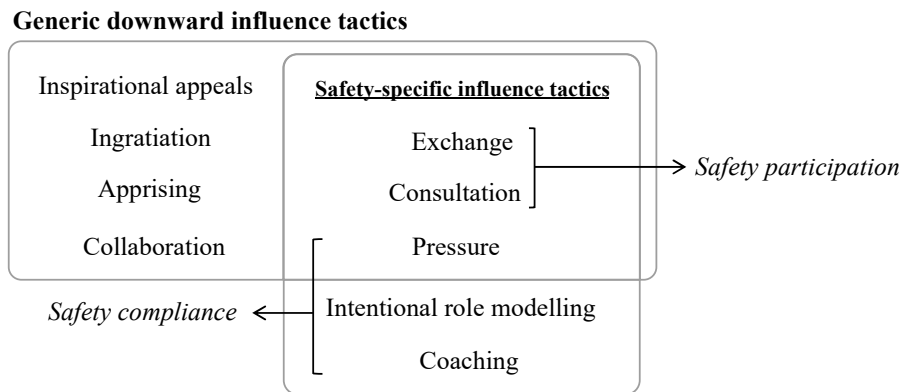 Generic downward influence tactics
Inspirational appeals
Ingratiation
Apprising
Collaboration
Safety-specific influence tactics
Exchange
Consultation
Pressure
Intentional role modelling
Coaching
Safety participation
Safety compliance